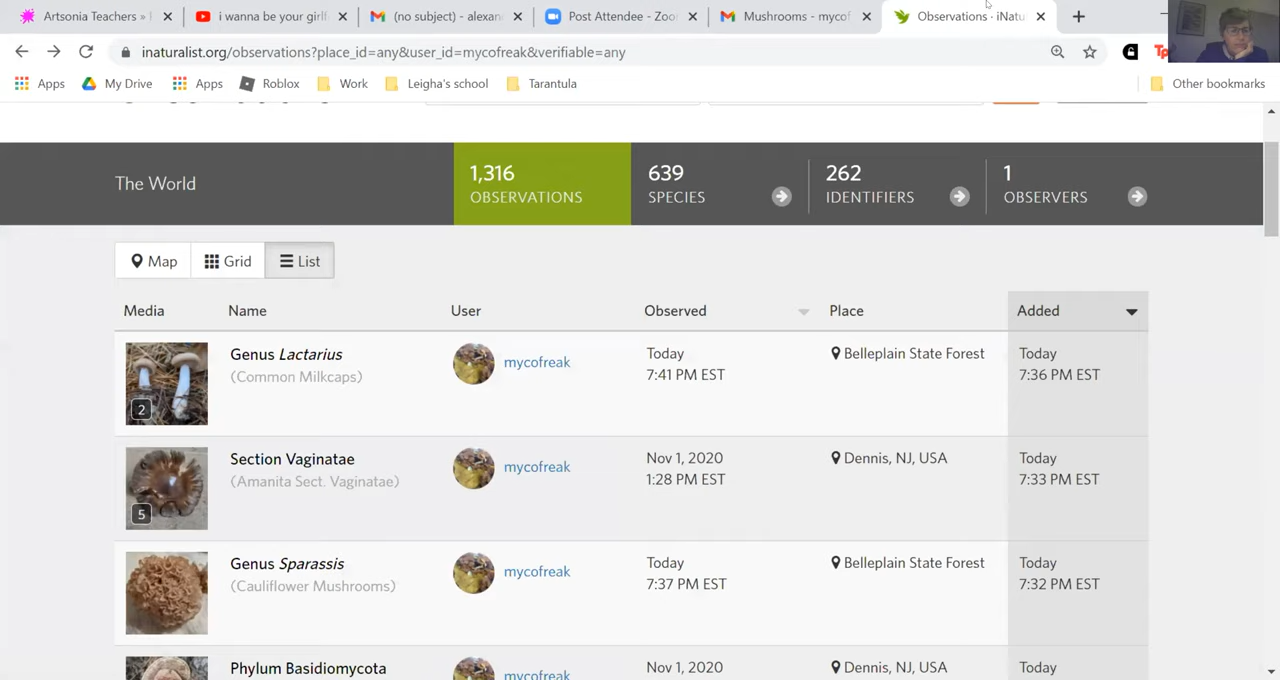 Artsonia Teachers » I
i wanna be your girlf
(no subject) - alexan
Post Attendee - Zoo
Mushrooms - mycof
Observations · iNatu
inaturalist.org/observations?place_id=any&user_id=mycofreak&verifiable=any
Apps My Drive Apps Roblox Work Leigha's school Tarantula Other bookmarks
The World
1,316
OBSERVATIONS
639
SPECIES
262
IDENTIFIERS
1
OBSERVERS
Map Grid List
Media Name User Observed Place Added
Genus Lactarius
(Common Milkcaps)
2
mycofreak
Today
7:41 PM EST
Belleplain State Forest
Today
7:36 PM EST
Section Vaginatae
(Amanita Sect. Vaginatae)
5
mycofreak
Nov 1, 2020
1:28 PM EST
Dennis, NJ, USA
Today
7:33 PM EST
Genus Sparassis
(Cauliflower Mushrooms)
mycofreak
Today
7:37 PM EST
Belleplain State Forest
Today
7:32 PM EST
Phylum Basidiomycota
mycofreak
Nov 1, 2020
Dennis, NJ, USA
Today